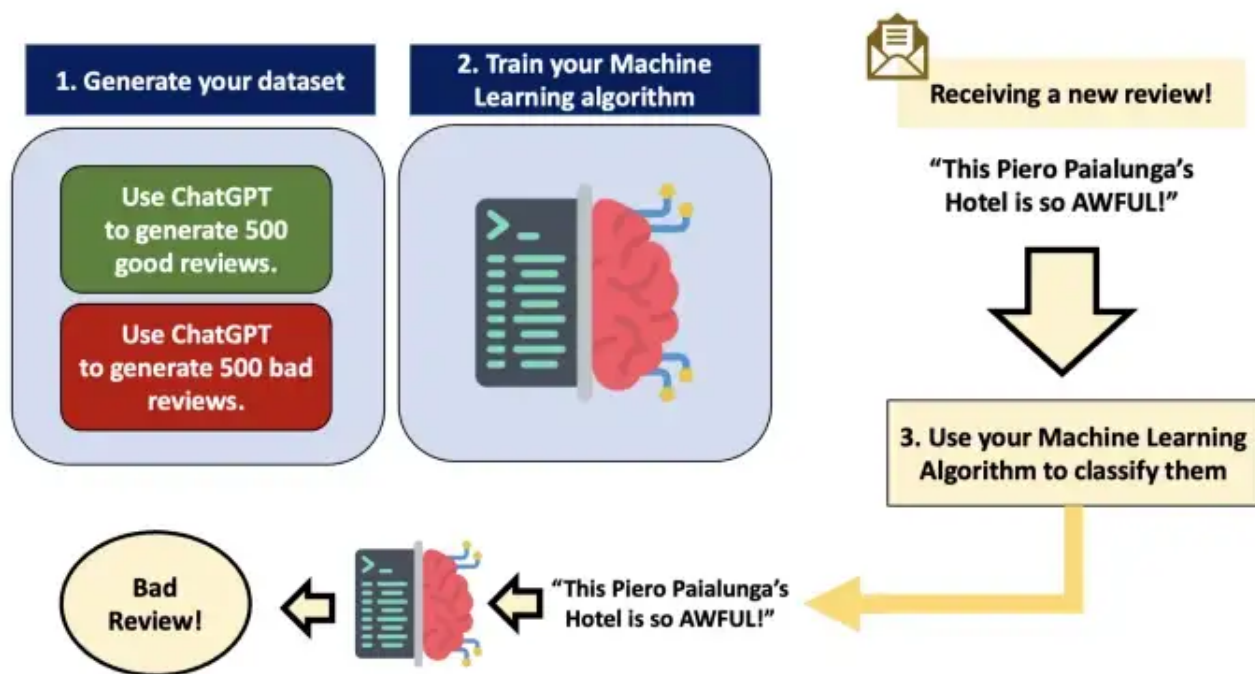 1. Generate your dataset
2. Train your Machine
Learning algorithm
Use ChatGPT
to generate 500
good reviews.
Use ChatGPT
to generate 500 bad
reviews.
Receiving a new review!
“This Piero Paialunga’s
Hotel is so AWFUL!”
3. Use your Machine Learning
Algorithm to classify them
“This Piero Paialunga’s
Hotel is so AWFUL!”
Bad
Review!